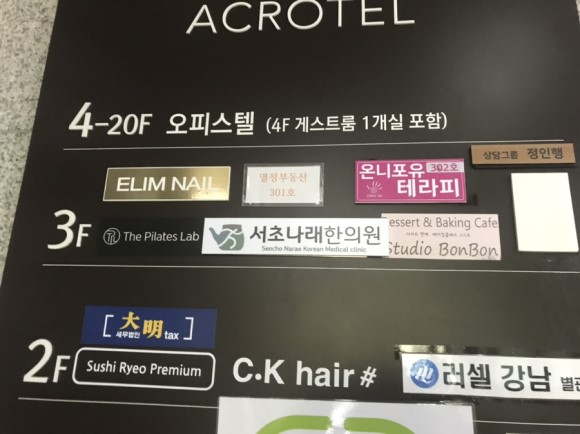 ACROTEL
4-20F 오피스텔 (4F 게스트룸 1개실 포함)
상담그룹 정인행
ELIM NAIL
열정부동산
301호
온니포유 302호
테라피
3F
The Pilates Lab
서초나래한의원
Seocho Narae Korean Medical clinic
Dessert & Baking Cafe
Studio BonBon
2F
[大明 tax]
세무법인
Sushi Ryeo Premium
C.K hair #
러셀 강남 별관